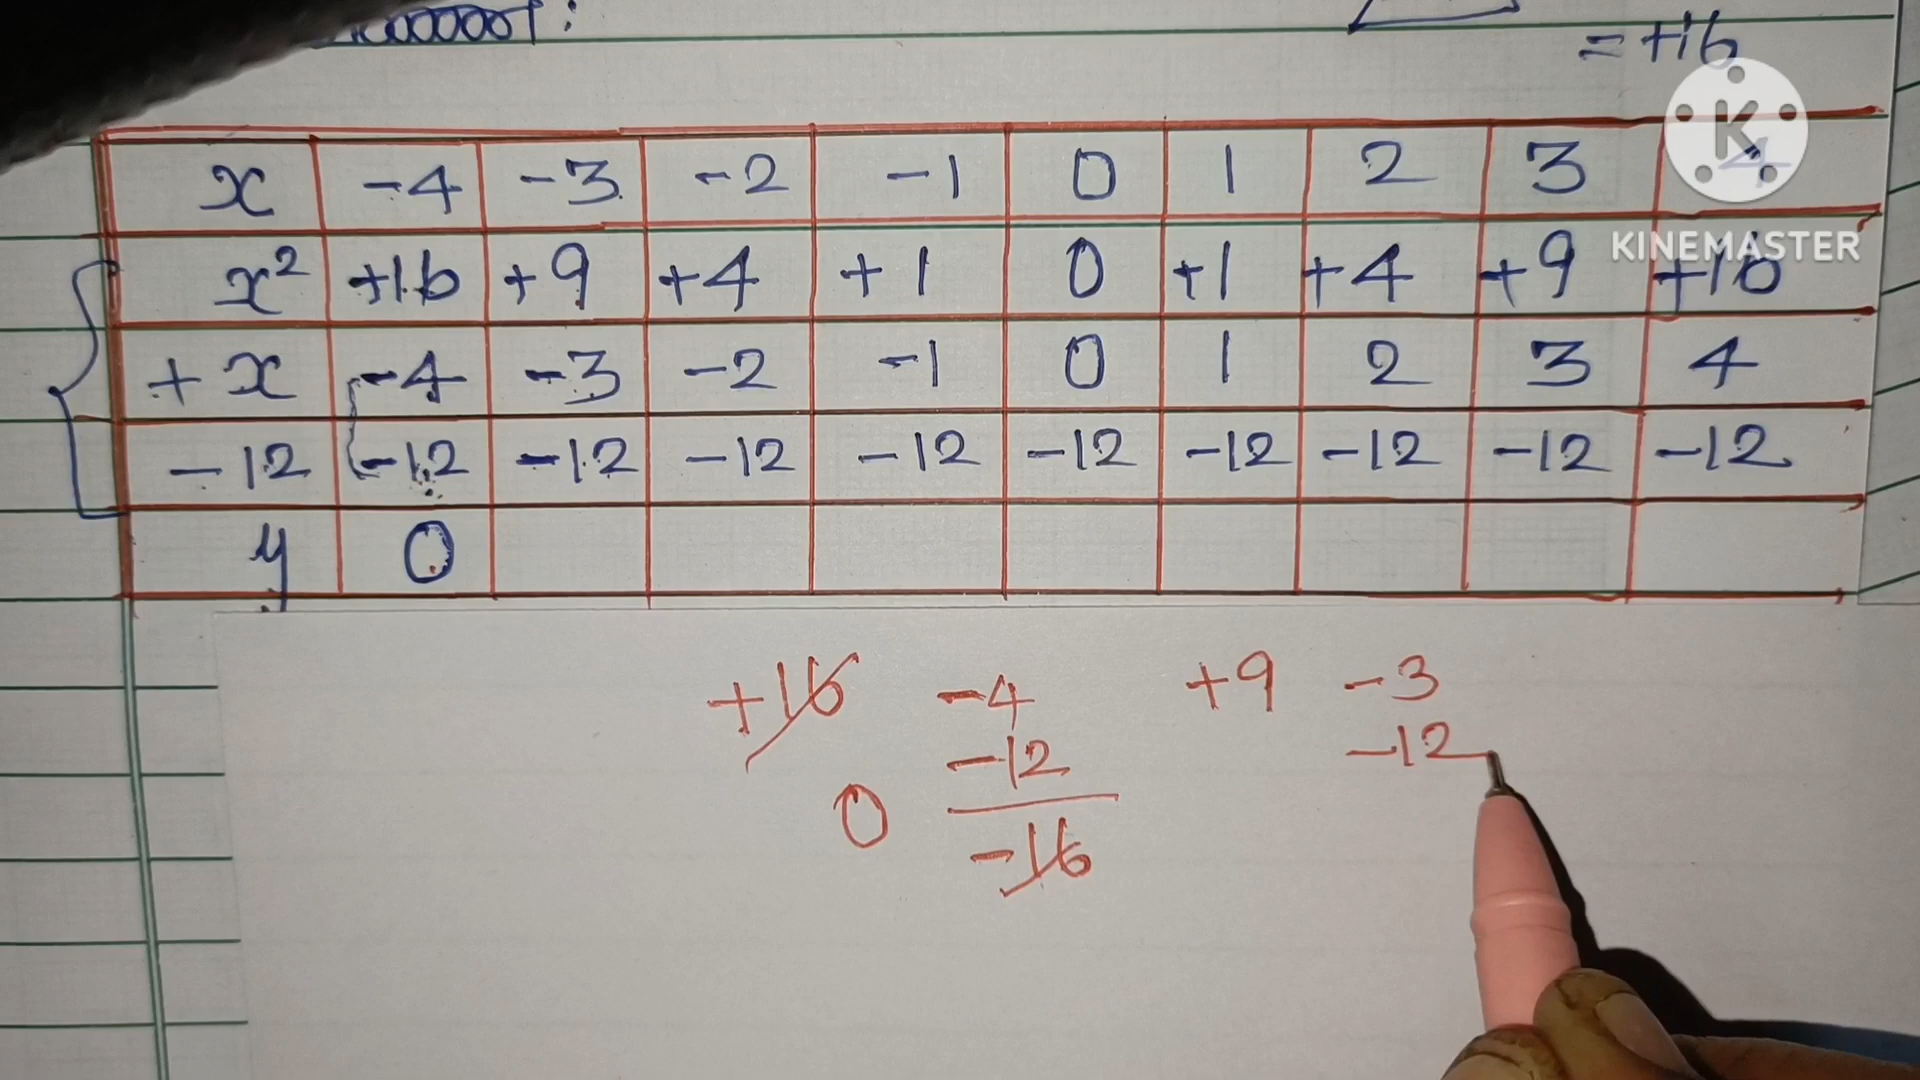 = +16
K
KINEMASTER
x -4 -3 -2 -1 0 1 2 3 4
x² +16 +9 +4 +1 0 +1 +4 +9 +16
+ x -4 -3 -2 -1 0 1 2 3 4
-12 -12 -12 -12 -12 -12 -12 -12 -12 -12
y 0
+16 -4 +9 -3
-12 -12
0 -16